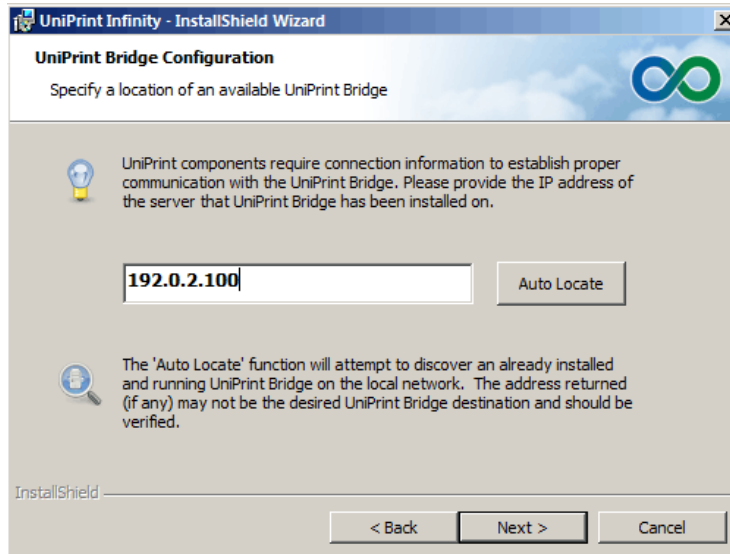 UniPrint Infinity - InstallShield Wizard
UniPrint Bridge Configuration
Specify a location of an available UniPrint Bridge
UniPrint components require connection information to establish proper
communication with the UniPrint Bridge. Please provide the IP address of
the server that UniPrint Bridge has been installed on.
192.0.2.100
Auto Locate
The 'Auto Locate' function will attempt to discover an already installed
and running UniPrint Bridge on the local network. The address returned
(if any) may not be the desired UniPrint Bridge destination and should be
verified.
InstallShield
< Back
Next >
Cancel